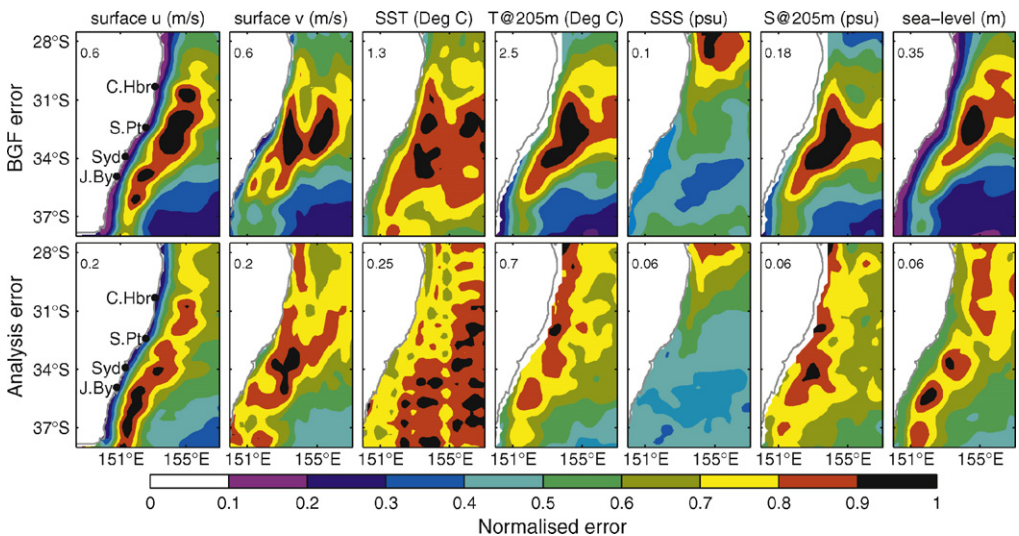 surface u (m/s) surface v (m/s) SST (Deg C) T@205m (Deg C) SSS (psu) S@205m (psu) sea-level (m)
28°S 0.6 0.6 1.3 2.5 0.1 0.18 0.35
C.Hbr
31°S
S.Pt
BGF error
34°S Syd
J.By
37°S
28°S 0.2 0.2 0.25 0.7 0.06 0.06 0.06
C.Hbr
31°S
S.Pt
Analysis error
34°S Syd
J.By
37°S
151°E 155°E 151°E 155°E 151°E 155°E 151°E 155°E 151°E 155°E 151°E 155°E 151°E 155°E
0 0.1 0.2 0.3 0.4 0.5 0.6 0.7 0.8 0.9 1
Normalised error